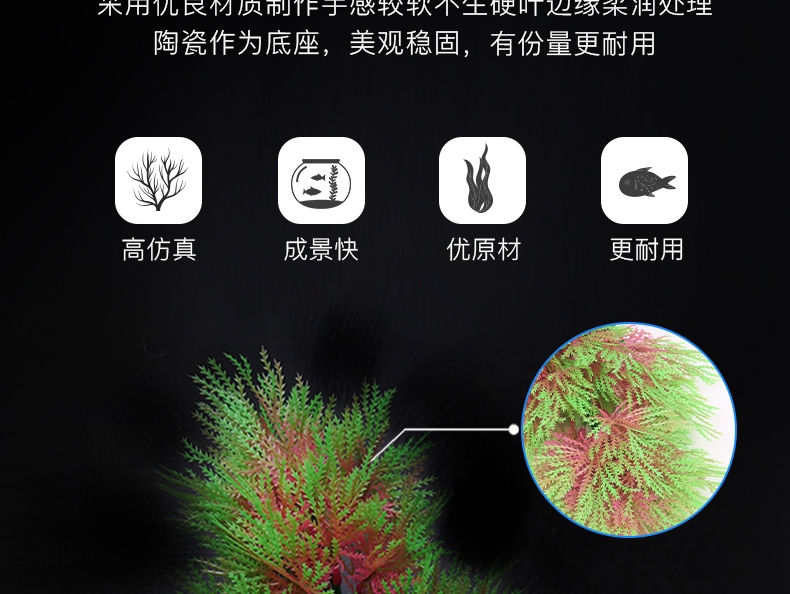 采用优良材质制作手感较软不生硬叶边缘柔润处理
陶瓷作为底座，美观稳固，有份量更耐用
高仿真
成景快
优原材
更耐用